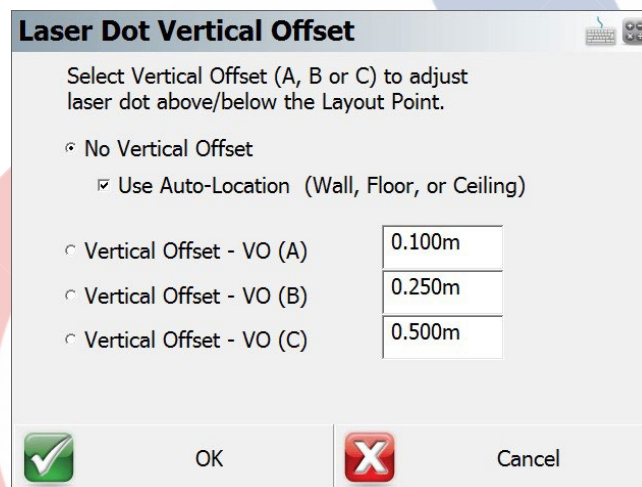 Laser Dot Vertical Offset
Select Vertical Offset (A, B or C) to adjust
laser dot above/below the Layout Point.
No Vertical Offset
Use Auto-Location (Wall, Floor, or Ceiling)
Vertical Offset - VO (A) 0.100m
Vertical Offset - VO (B) 0.250m
Vertical Offset - VO (C) 0.500m
OK Cancel